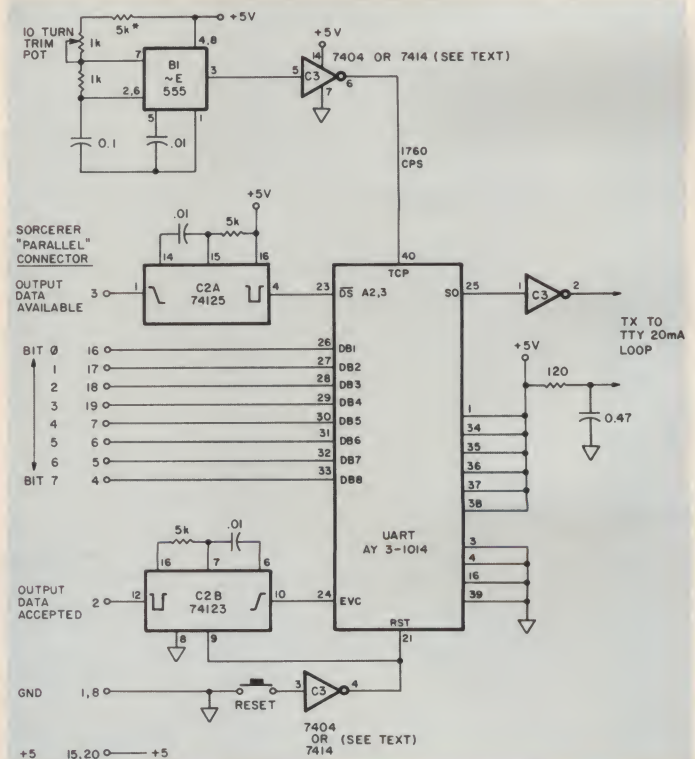 5k*
+5V
10 TURN
TRIM
POT
1k
4,8
7
B1
~E
555
3
1k
2,6
5
1
0.1
.01
+5V
14
7404 OR 7414 (SEE TEXT)
5
C3
6
7
1760
CPS
+5V
.01
5k
SORCERER
"PARALLEL"
CONNECTOR
14
15
16
OUTPUT
DATA
AVAILABLE
3
1
C2A
74125
4
23
40
TCP
DS A2,3
SO
25
1
C3
2
TX TO
TTY 20mA
LOOP
BIT Ø
16
26
DB1
1
17
27
DB2
2
18
28
DB3
3
19
29
DB4
4
7
30
DB5
5
6
31
DB6
6
5
32
DB7
BIT 7
4
33
DB8
+5V
120
0.47
1
34
35
36
37
38
UART
AY 3-1014
3
4
16
39
5k
.01
16
7
6
OUTPUT
DATA
ACCEPTED
2
12
C2B
74123
10
24
EVC
8
9
RST
21
GND
1,8
RESET
3
C3
4
7404
OR (SEE TEXT)
7414
+5
15,20
+5